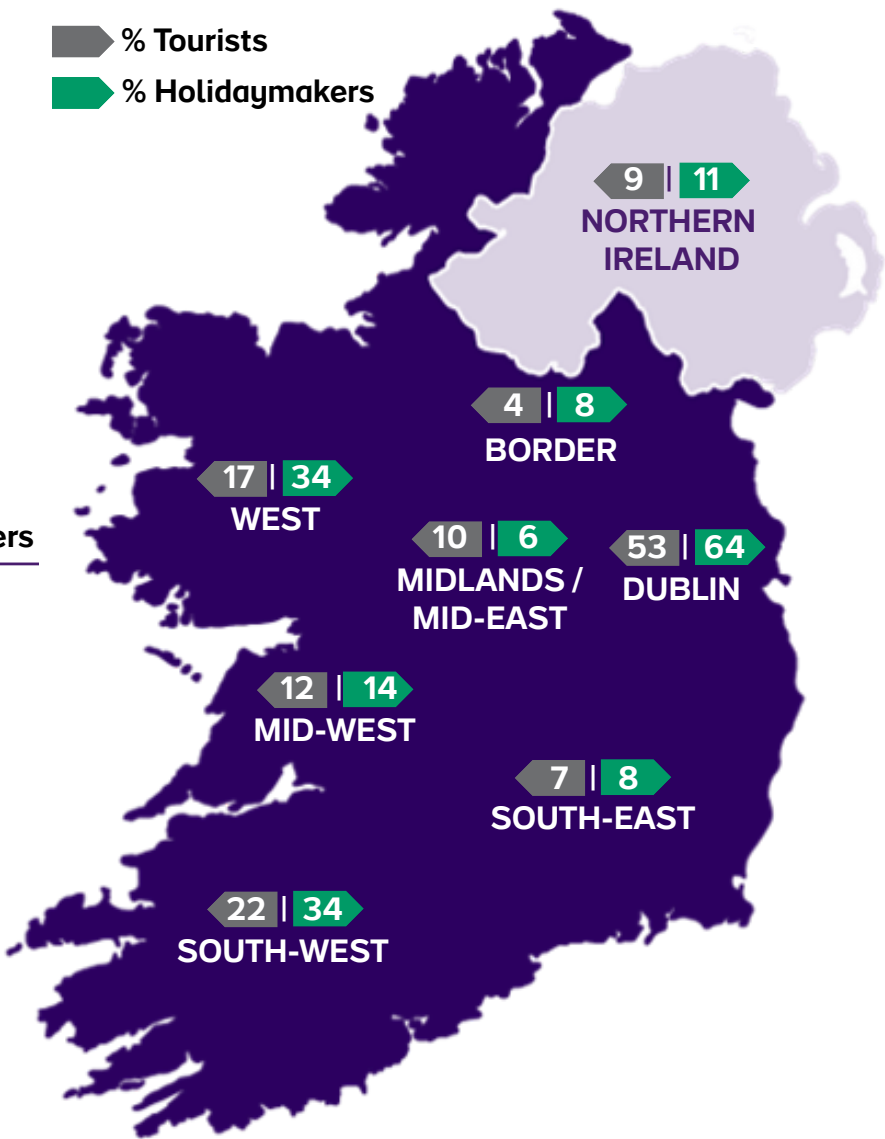 % Tourists
% Holidaymakers
9 | 11
NORTHERN
IRELAND
4 | 8
BORDER
17 | 34
WEST
ers
10 | 6
MIDLANDS /
MID-EAST
53 | 64
DUBLIN
12 | 14
MID-WEST
7 | 8
SOUTH-EAST
22 | 34
SOUTH-WEST